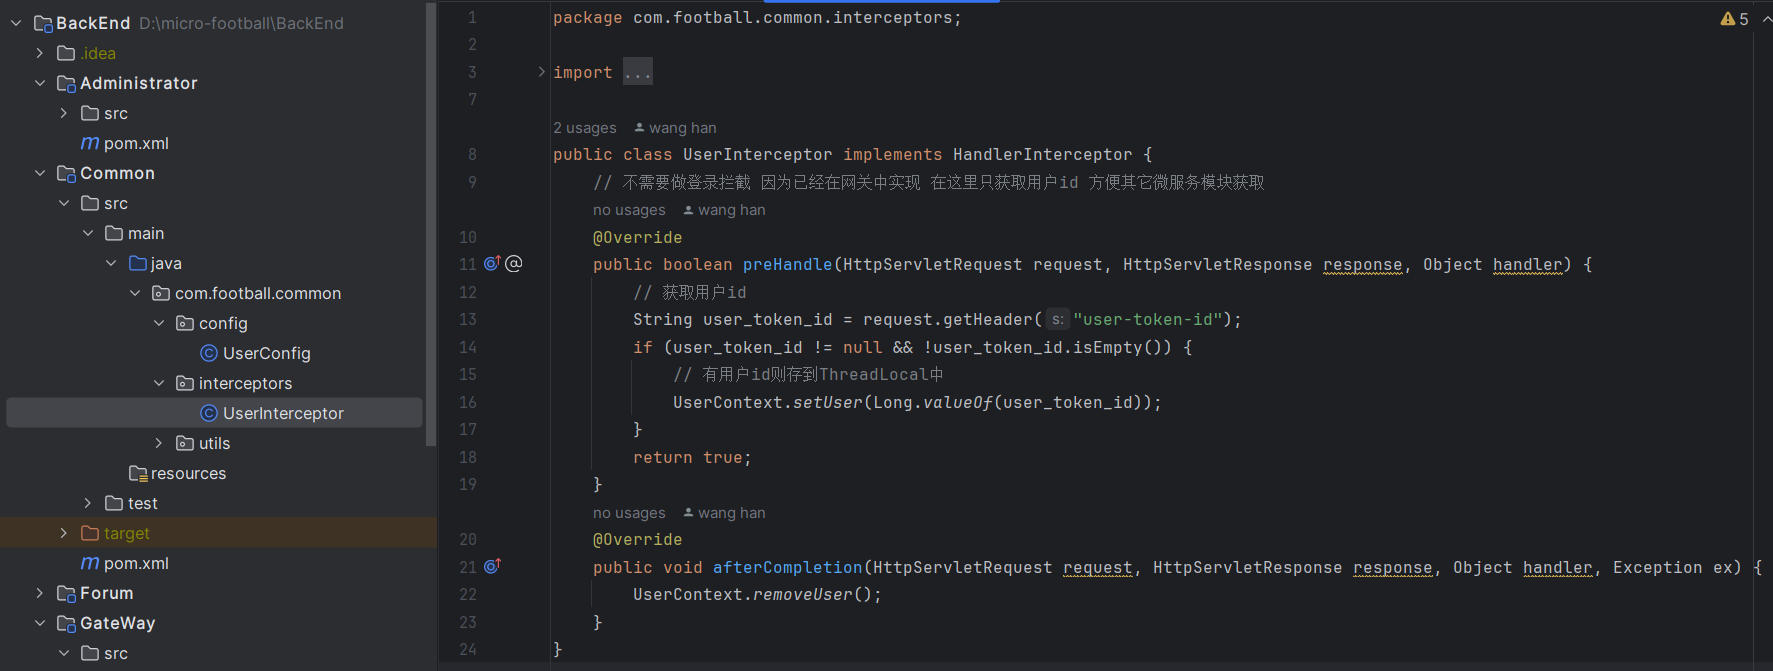 BackEnd D:\micro-football\BackEnd
.idea
Administrator
src
pom.xml
Common
src
main
java
com.football.common
config
UserConfig
interceptors
UserInterceptor
utils
resources
test
target
pom.xml
Forum
GateWay
src
5
1 package com.football.common.interceptors;
2
3 import ...
7
2 usages wang han
8 public class UserInterceptor implements HandlerInterceptor {
9 // 不需要做登录拦截 因为已经在网关中实现 在这里只获取用户id 方便其它微服务模块获取
no usages wang han
10 @Override
11 public boolean preHandle(HttpServletRequest request, HttpServletResponse response, Object handler) {
12 // 获取用户id
13 String user_token_id = request.getHeader( s: "user-token-id");
14 if (user_token_id != null && !user_token_id.isEmpty()) {
15 // 有用户id则存到ThreadLocal中
16 UserContext.setUser(Long.valueOf(user_token_id));
17 }
18 return true;
19 }
no usages wang han
20 @Override
21 public void afterCompletion(HttpServletRequest request, HttpServletResponse response, Object handler, Exception ex) {
22 UserContext.removeUser();
23 }
24 }